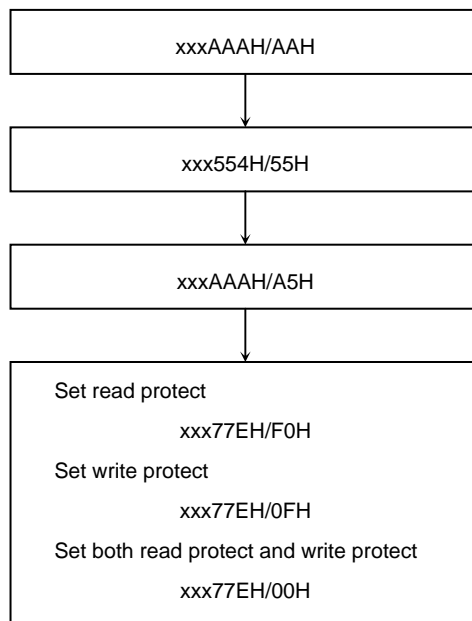 xxxAAAH/AAH
xxx554H/55H
xxxAAAH/A5H
Set read protect
xxx77EH/F0H
Set write protect
xxx77EH/0FH
Set both read protect and write protect
xxx77EH/00H